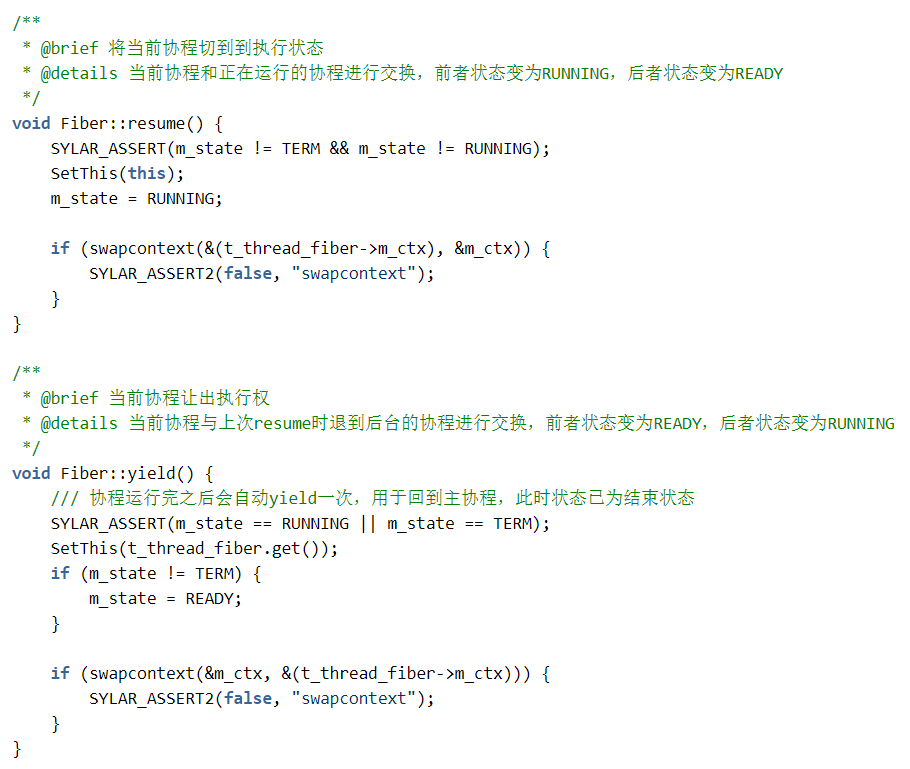 /**
 * @brief 将当前协程切到到执行状态
 * @details 当前协程和正在运行的协程进行交换，前者状态变为RUNNING，后者状态变为READY
 */
void Fiber::resume() {
    SYLAR_ASSERT(m_state != TERM && m_state != RUNNING);
    SetThis(this);
    m_state = RUNNING;

    if (swapcontext(&(t_thread_fiber->m_ctx), &m_ctx)) {
        SYLAR_ASSERT2(false, "swapcontext");
    }
}

/**
 * @brief 当前协程让出执行权
 * @details 当前协程与上次resume时退到后台的协程进行交换，前者状态变为READY，后者状态变为RUNNING
 */
void Fiber::yield() {
    /// 协程运行完之后会自动yield一次，用于回到主协程，此时状态已为结束状态
    SYLAR_ASSERT(m_state == RUNNING || m_state == TERM);
    SetThis(t_thread_fiber.get());
    if (m_state != TERM) {
        m_state = READY;
    }

    if (swapcontext(&m_ctx, &(t_thread_fiber->m_ctx))) {
        SYLAR_ASSERT2(false, "swapcontext");
    }
}